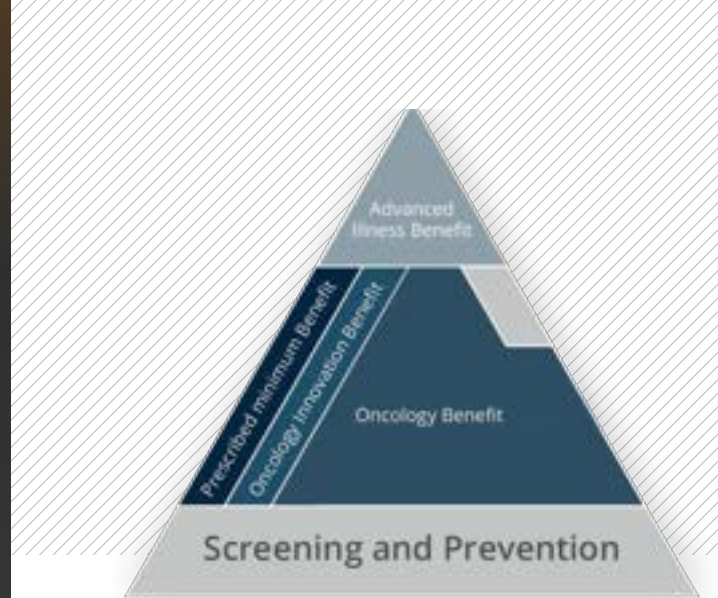 Advanced
Illness Benefit
Prescribed minimum Benefit
Oncology Innovation Benefit
Oncology Benefit
Screening and Prevention